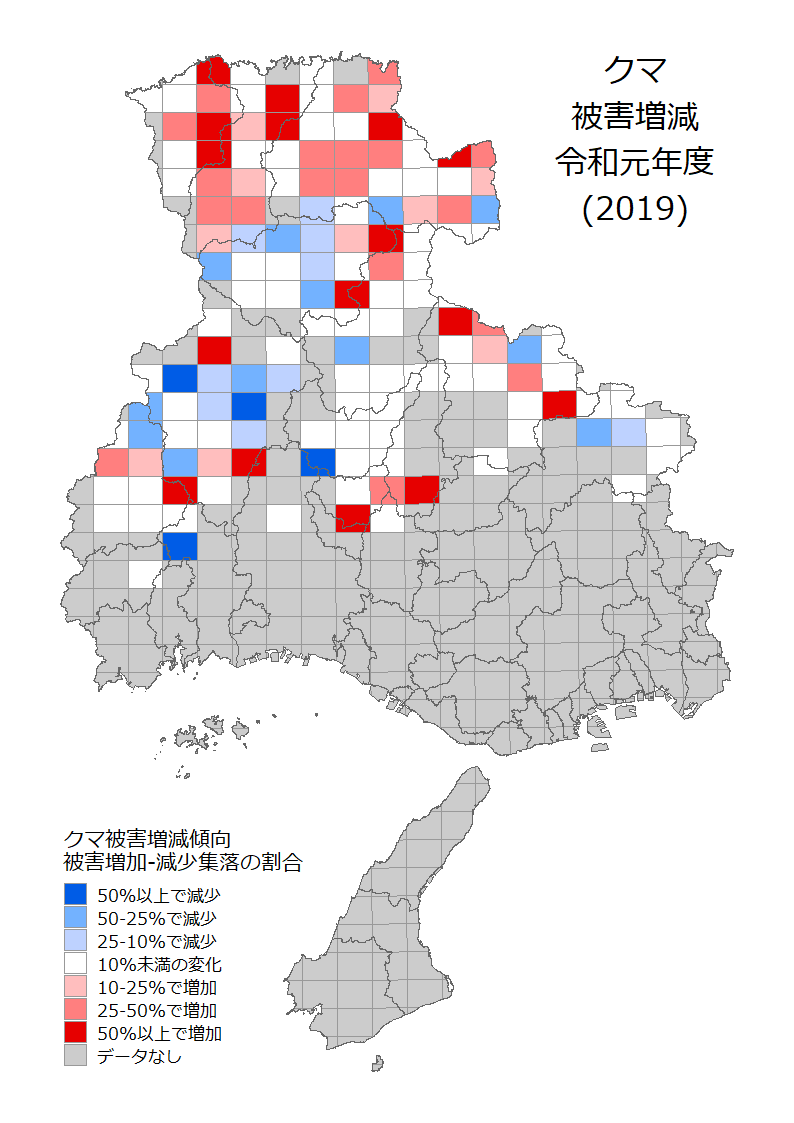 クマ
被害増減
令和元年度
(2019)
クマ被害増減傾向
被害増加-減少集落の割合
50%以上で減少
50-25%で減少
25-10%で減少
10%未満の変化
10-25%で増加
25-50%で増加
50%以上で増加
データなし